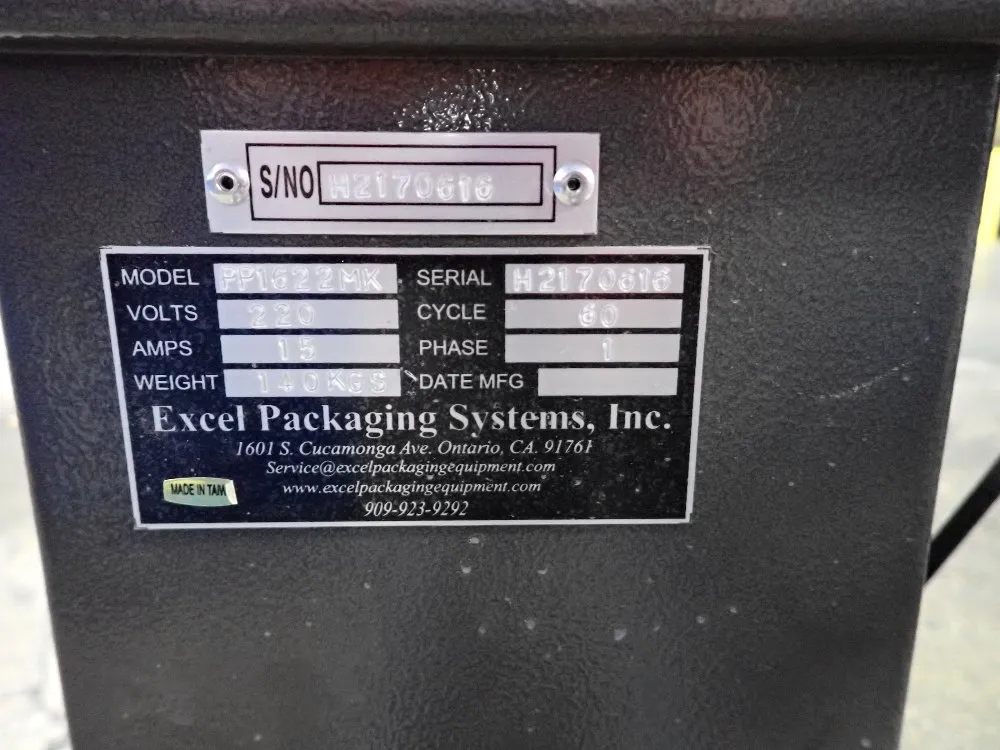 S/NO H2170616
MODEL PP1622MK SERIAL H2170616
VOLTS 220 CYCLE 60
AMPS 15 PHASE 1
WEIGHT 140KGS DATE MFG
Excel Packaging Systems, Inc.
1601 S. Cucamonga Ave. Ontario, CA. 91761
Service@excelpackagingequipment.com
www.excelpackagingequipment.com
MADE IN
909-923-9292